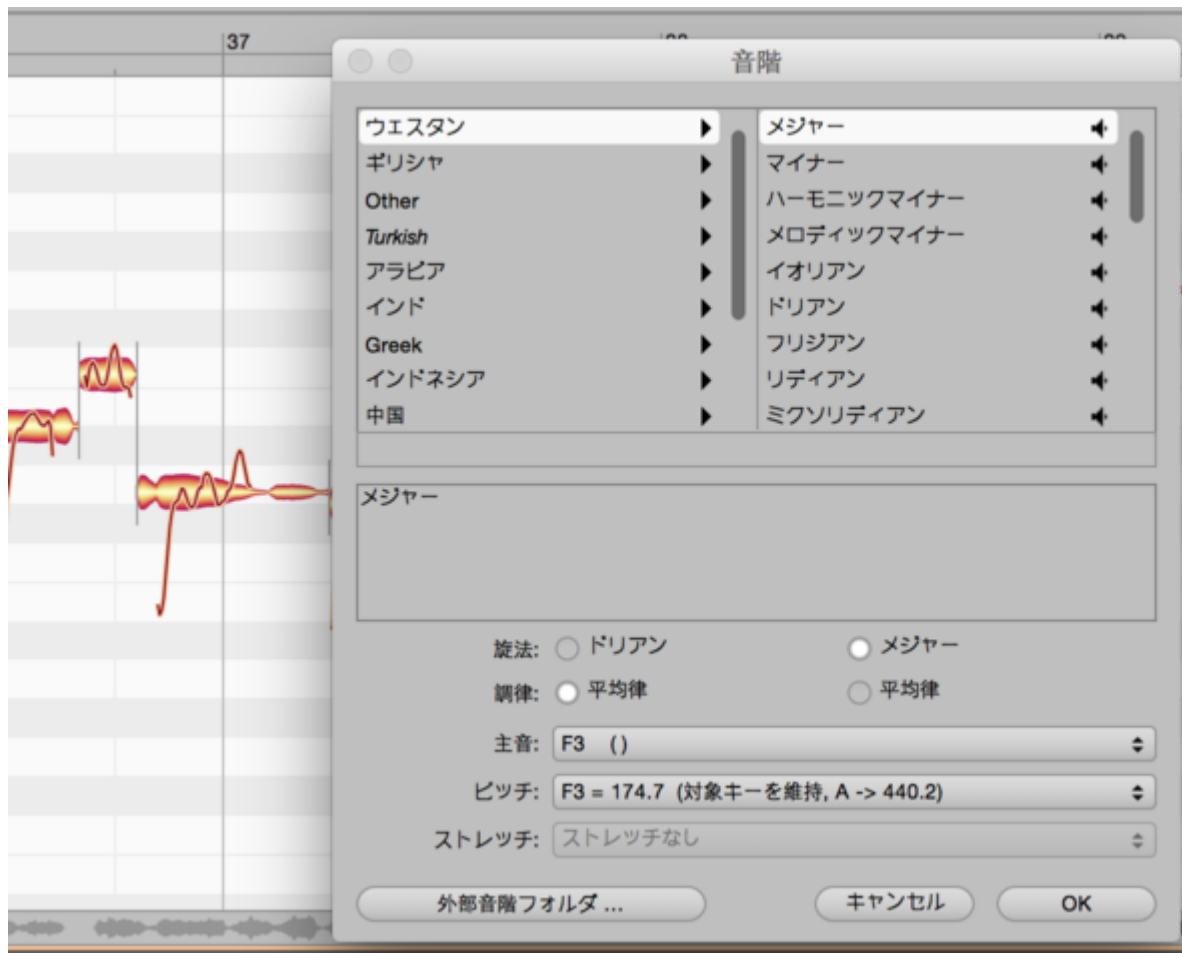 37
音階
ウェスタン
メジャー
ギリシャ
マイナー
Other
ハーモニックマイナー
Turkish
メロディックマイナー
アラビア
イオリアン
インド
ドリアン
Greek
フリジアン
インドネシア
リディアン
中国
ミクソリディアン
メジャー
旋法: ドリアン メジャー
調律: 平均律 平均律
主音: F3 ()
ピッチ: F3 = 174.7 (対象キーを維持, A -> 440.2)
ストレッチ: ストレッチなし
外部音階フォルダ ... キャンセル OK